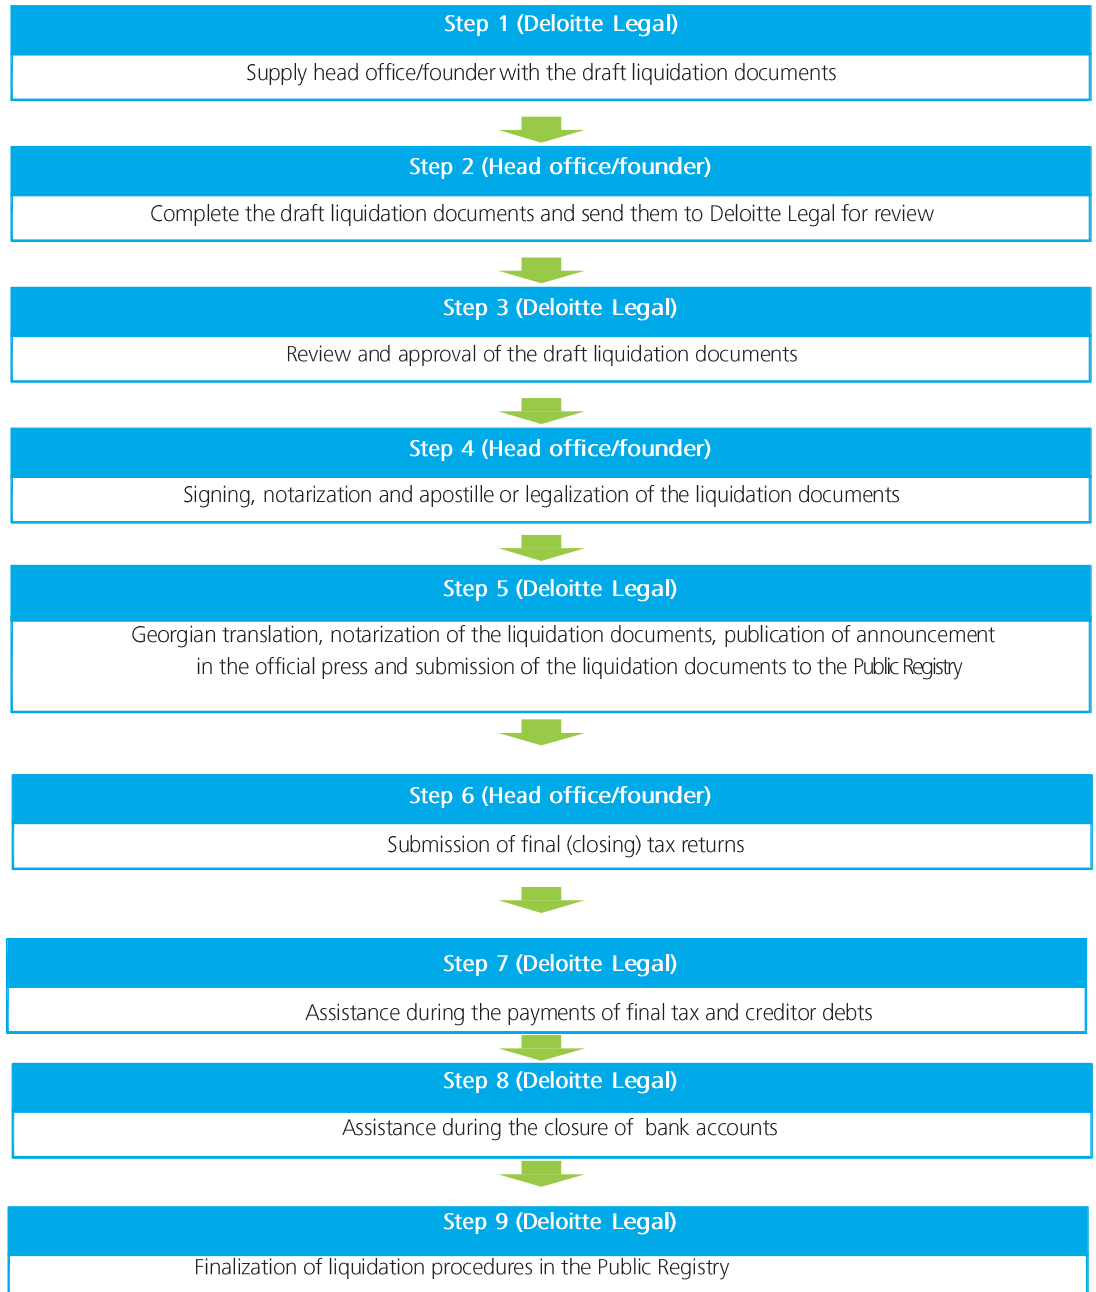 Step 1 (Deloitte Legal)
Supply head office/founder with the draft liquidation documents
Step 2 (Head office/founder)
Complete the draft liquidation documents and send them to Deloitte Legal for review
Step 3 (Deloitte Legal)
Review and approval of the draft liquidation documents
Step 4 (Head office/founder)
Signing, notarization and apostille or legalization of the liquidation documents
Step 5 (Deloitte Legal)
Georgian translation, notarization of the liquidation documents, publication of announcement
in the official press and submission of the liquidation documents to the Public Registry
Step 6 (Head office/founder)
Submission of final (closing) tax returns
Step 7 (Deloitte Legal)
Assistance during the payments of final tax and creditor debts
Step 8 (Deloitte Legal)
Assistance during the closure of bank accounts
Step 9 (Deloitte Legal)
Finalization of liquidation procedures in the Public Registry